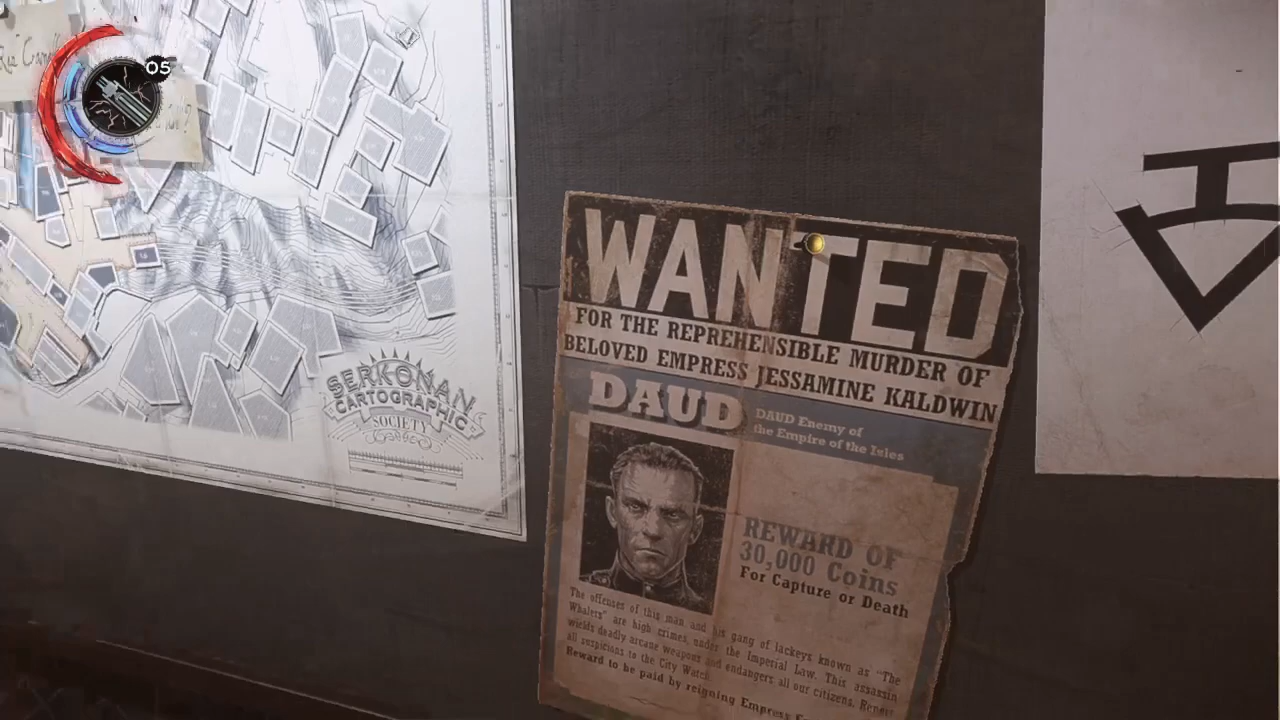 05
SERKONAN
CARTOGRAPHIC
SOCIETY
WANTED
FOR THE REPREHENSIBLE MURDER OF
BELOVED EMPRESS JESSAMINE KALDWIN
DAUD
DAUD Enemy of
the Empire of the Isles
REWARD OF
30,000 Coins
For Capture or Death
The offenses of this man and his gang of lackeys known as "The
Whalers" are high crimes, under the Imperial Law. This assassin
wields deadly arcane weapons and endangers all our citizens. Report
all suspicions to the City Watch.
Reward to be paid by reigning Empress